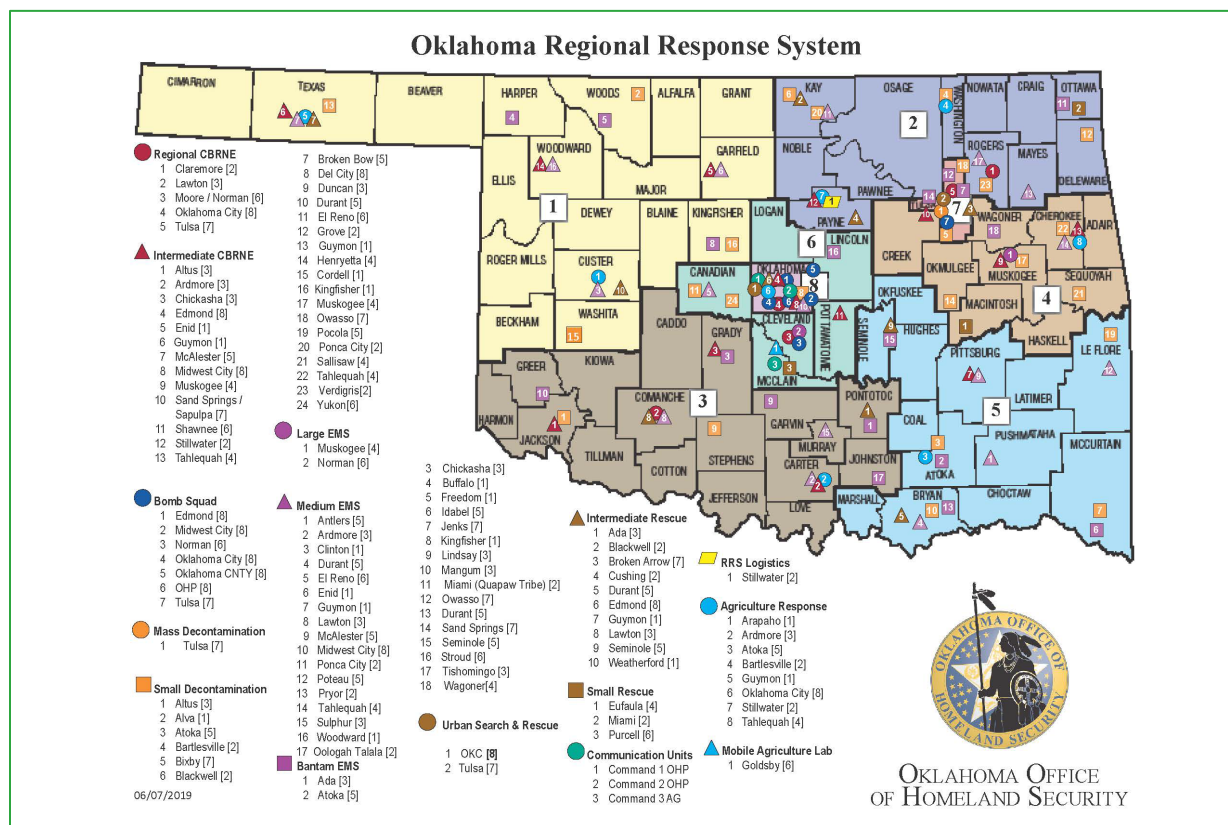 Oklahoma Regional Response System
CIMARRON
TEXAS
BEAVER
HARPER
WOODS
ALFALFA
GRANT
KAY
OSAGE
WASHINGTON
NOWATA
CRAIG
OTTAWA
ELLIS
WOODWARD
MAJOR
GARFIELD
NOBLE
PAWNEE
ROGERS
MAYES
DELEWARE
ROGER MILLS
DEWEY
BLAINE
KINGFISHER
LOGAN
PAYNE
CREEK
WAGONER
CHEROKEE
ADAIR
CUSTER
CANADIAN
OKLAHOMA
LINCOLN
OKMULGEE
MUSKOGEE
SEQUOYAH
BECKHAM
WASHITA
CADDO
GRADY
CLEVELAND
POTTAWATOME
SEMINOLE
OKFUSKEE
HUGHES
MACINTOSH
HASKELL
GREER
KIOWA
MCCLAIN
PITTSBURG
LE FLORE
LATIMER
HARMON
JACKSON
COMANCHE
TILLMAN
COTTON
STEPHENS
JEFFERSON
GARVIN
MURRAY
CARTER
LOVE
PONTOTOC
JOHNSTON
MARSHALL
COAL
ATOKA
BRYAN
PUSHMATAHA
CHOCTAW
MCCURTAIN
1
2
3
4
5
6
7
8
Regional CBRNE
1 Claremore [2]
2 Lawton [3]
3 Moore / Norman [6]
4 Oklahoma City [8]
5 Tulsa [7]
Intermediate CBRNE
1 Altus [3]
2 Ardmore [3]
3 Chickasha [3]
4 Edmond [8]
5 Enid [1]
6 Guymon [1]
7 McAlester [5]
8 Midwest City [8]
9 Muskogee [4]
10 Sand Springs /
Sapulpa [7]
11 Shawnee [6]
12 Stillwater [2]
13 Tahlequah [4]
Bomb Squad
1 Edmond [8]
2 Midwest City [8]
3 Norman [6]
4 Oklahoma City [8]
5 Oklahoma CNTY [8]
6 OHP [8]
7 Tulsa [7]
Mass Decontamination
1 Tulsa [7]
Small Decontamination
1 Altus [3]
2 Alva [1]
3 Atoka [5]
4 Bartlesville [2]
5 Bixby [7]
6 Blackwell [2]
7 Broken Bow [5]
8 Del City [8]
9 Duncan [3]
10 Durant [5]
11 El Reno [6]
12 Grove [2]
13 Guymon [1]
14 Henryetta [4]
15 Cordell [1]
16 Kingfisher [1]
17 Muskogee [4]
18 Owasso [7]
19 Pocola [5]
20 Ponca City [2]
21 Sallisaw [4]
22 Tahlequah [4]
23 Verdigris[2]
24 Yukon[6]
Large EMS
1 Muskogee [4]
2 Norman [6]
Medium EMS
1 Antlers [5]
2 Ardmore [3]
3 Clinton [1]
4 Durant [5]
5 El Reno [6]
6 Enid [1]
7 Guymon [1]
8 Lawton [3]
9 McAlester [5]
10 Midwest City [8]
11 Ponca City [2]
12 Poteau [5]
13 Pryor [2]
14 Tahlequah [4]
15 Sulphur [3]
16 Woodward [1]
17 Oologah Talala [2]
Bantam EMS
1 Ada [3]
2 Atoka [5]
3 Chickasha [3]
4 Buffalo [1]
5 Freedom [1]
6 Idabel [5]
7 Jenks [7]
8 Kingfisher [1]
9 Lindsay [3]
10 Mangum [3]
11 Miami (Quapaw Tribe) [2]
12 Owasso [7]
13 Durant [5]
14 Sand Springs [7]
15 Seminole [5]
16 Stroud [6]
17 Tishomingo [3]
18 Wagoner[4]
Urban Search & Rescue
1 OKC [8]
2 Tulsa [7]
Intermediate Rescue
1 Ada [3]
2 Blackwell [2]
3 Broken Arrow [7]
4 Cushing [2]
5 Durant [5]
6 Edmond [8]
7 Guymon [1]
8 Lawton [3]
9 Seminole [5]
10 Weatherford [1]
Small Rescue
1 Eufaula [4]
2 Miami [2]
3 Purcell [6]
Communication Units
1 Command 1 OHP
2 Command 2 OHP
3 Command 3 AG
RRS Logistics
1 Stillwater [2]
Agriculture Response
1 Arapaho [1]
2 Ardmore [3]
3 Atoka [5]
4 Bartlesville [2]
5 Guymon [1]
6 Oklahoma City [8]
7 Stillwater [2]
8 Tahlequah [4]
Mobile Agriculture Lab
1 Goldsby [6]
OKLAHOMA OFFICE OF
HOMELAND SECURITY
OKLAHOMA OFFICE
OF HOMELAND SECURITY
06/07/2019